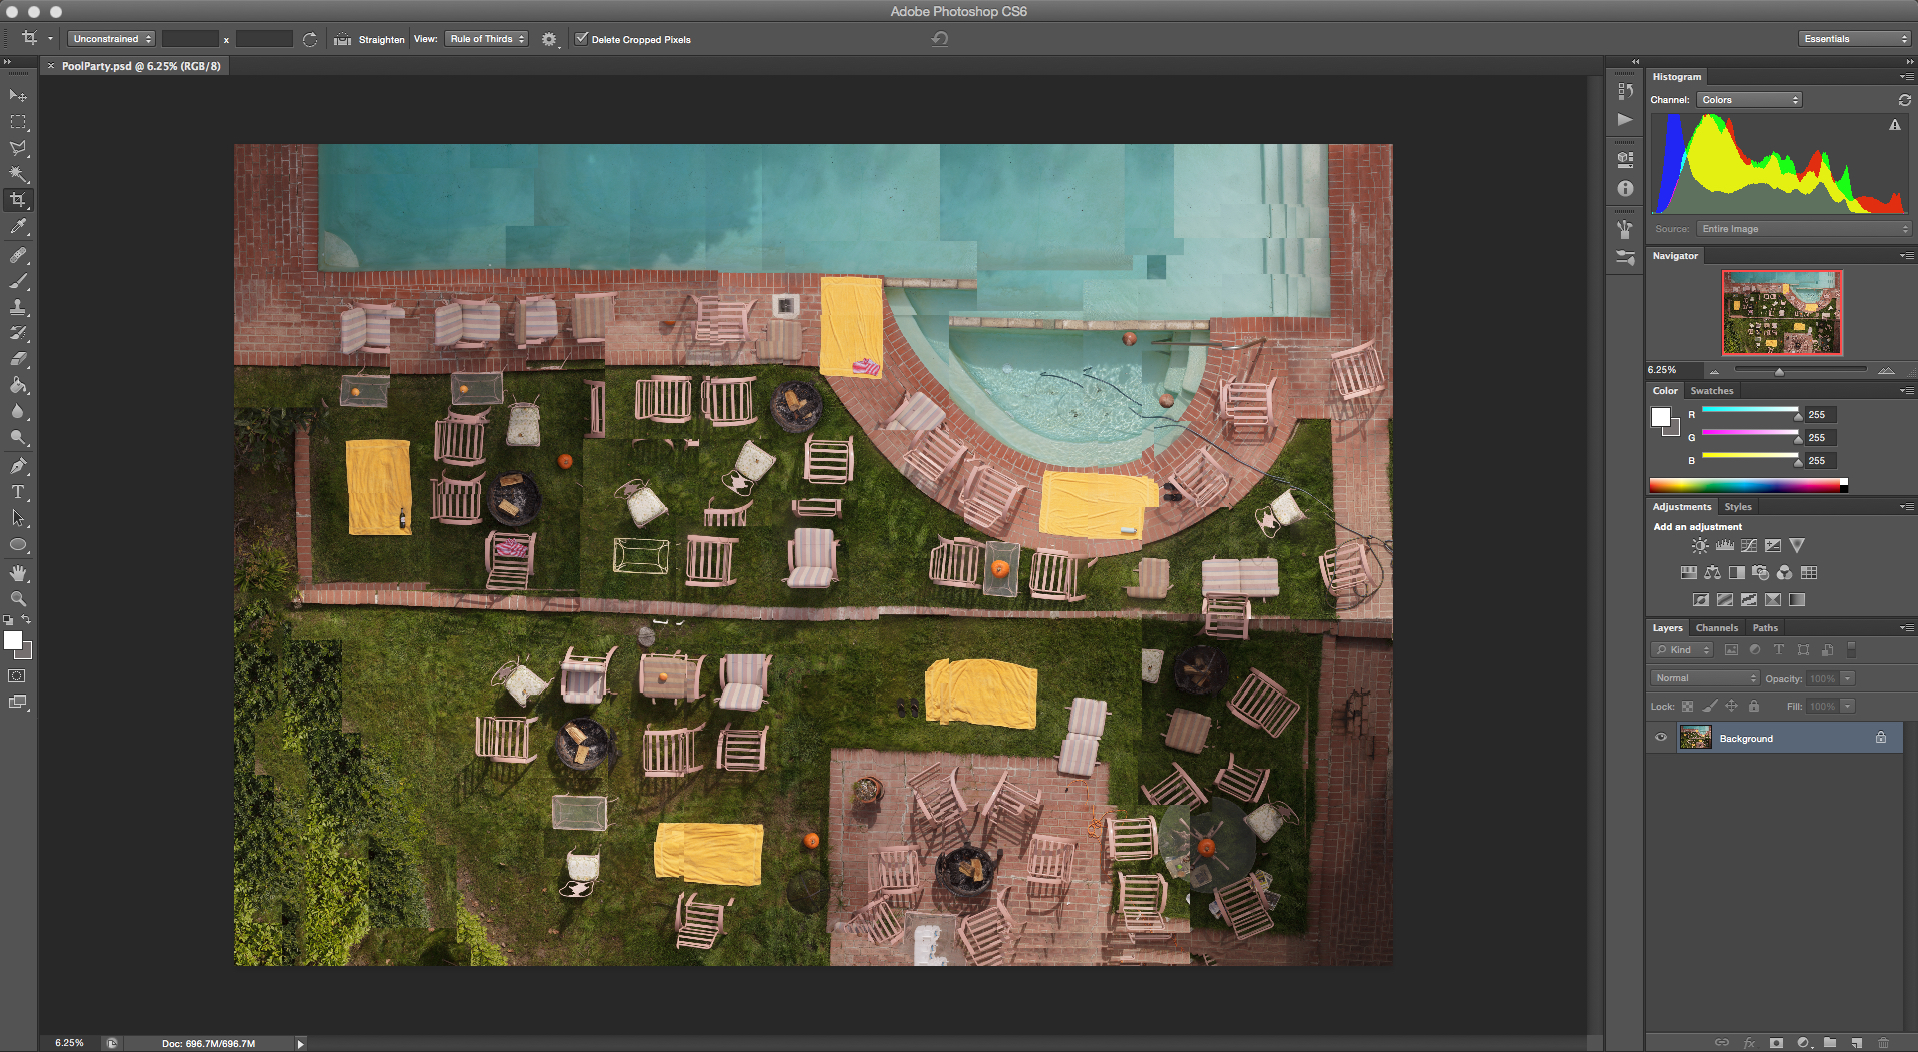 Adobe Photoshop CS6
Unconstrained
x
Straighten
View:
Rule of Thirds
Delete Cropped Pixels
Essentials
× PoolParty.psd @ 6.25% (RGB/8)
Histogram
Channel: Colors
Source: Entire Image
Navigator
6.25%
Color Swatches
R 255
G 255
B 255
Adjustments Styles
Add an adjustment
Layers Channels Paths
Kind
Normal Opacity: 100%
Lock: Fill: 100%
Background
6.25% Doc: 696.7M/696.7M